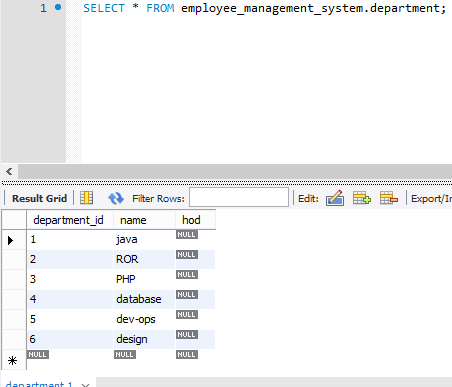 1 SELECT * FROM employee_management_system.department;
Result Grid Filter Rows: Edit: Export/Im
department_id name hod
1 java NULL
2 ROR NULL
3 PHP NULL
4 database NULL
5 dev-ops NULL
6 design NULL
NULL NULL NULL
department 1